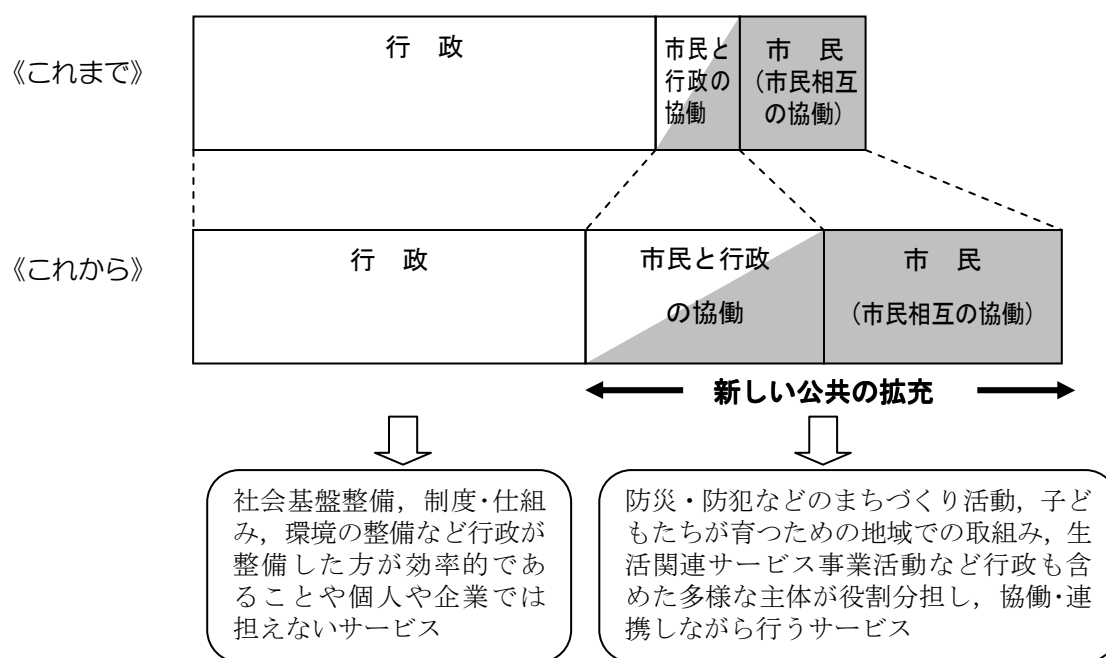 《これまで》
行　政
市民と
行政の
協働
市　民
（市民相互
の協働）
《これから》
行　政
市民と行政
の協働
市　民
（市民相互の協働）
新しい公共の拡充
社会基盤整備，制度・仕組
み，環境の整備など行政が
整備した方が効率的であ
ることや個人や企業では
担えないサービス
防災・防犯などのまちづくり活動，子ど
もたちが育つための地域での取組み，生
活関連サービス事業活動など行政も含
めた多様な主体が役割分担し，協働・連
携しながら行うサービス